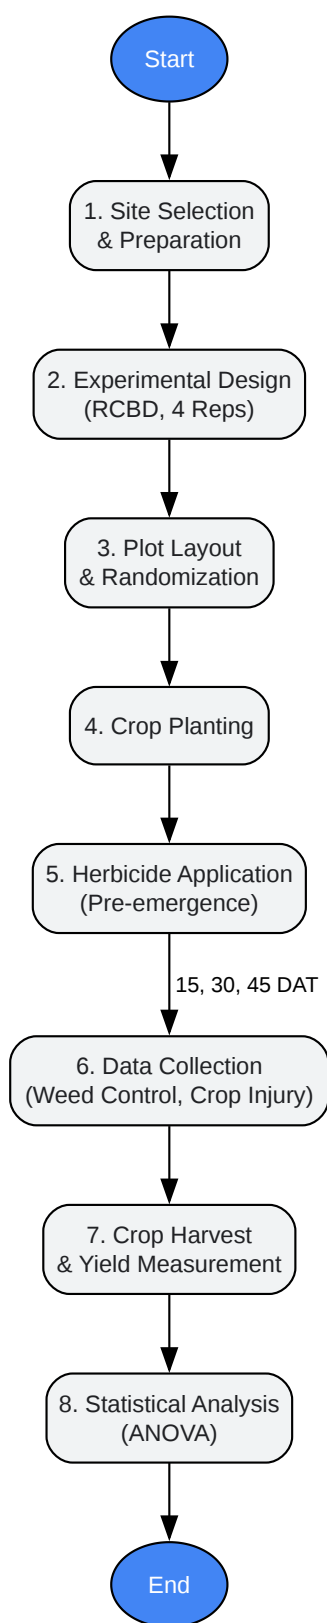 Start
1. Site Selection
& Preparation
2. Experimental Design
(RCBD, 4 Reps)
3. Plot Layout
& Randomization
4. Crop Planting
5. Herbicide Application
(Pre-emergence)
15, 30, 45 DAT
6. Data Collection
(Weed Control, Crop Injury)
7. Crop Harvest
& Yield Measurement
8. Statistical Analysis
(ANOVA)
End